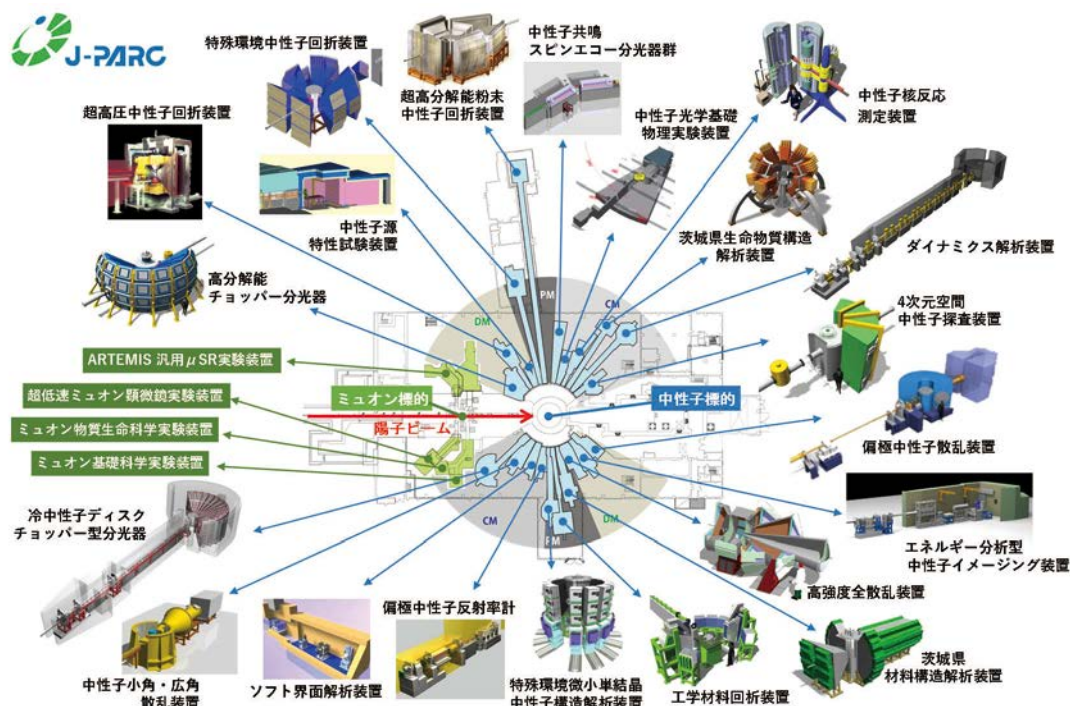 J-PARC
特殊環境中性子回折装置
超高分解能粉末
中性子回折装置
中性子共鳴
スピンエコー分光器群
中性子光学基礎
物理実験装置
中性子核反応
測定装置
超高圧中性子回折装置
中性子源
特性試験装置
茨城県生命物質構造
解析装置
ダイナミクス解析装置
高分解能
チョッパー分光器
4次元空間
中性子探査装置
DM
PM
CM
ARTEMIS 汎用μSR実験装置
超低速ミュオン顕微鏡実験装置
ミュオン物質生命科学実験装置
ミュオン基礎科学実験装置
ミュオン標的
陽子ビーム
中性子標的
偏極中性子散乱装置
CM
PM
DM
冷中性子ディスク
チョッパー型分光器
エネルギー分析型
中性子イメージング装置
高強度全散乱装置
中性子小角・広角
散乱装置
ソフト界面解析装置
偏極中性子反射率計
特殊環境微小単結晶
中性子構造解析装置
工学材料回折装置
茨城県
材料構造解析装置